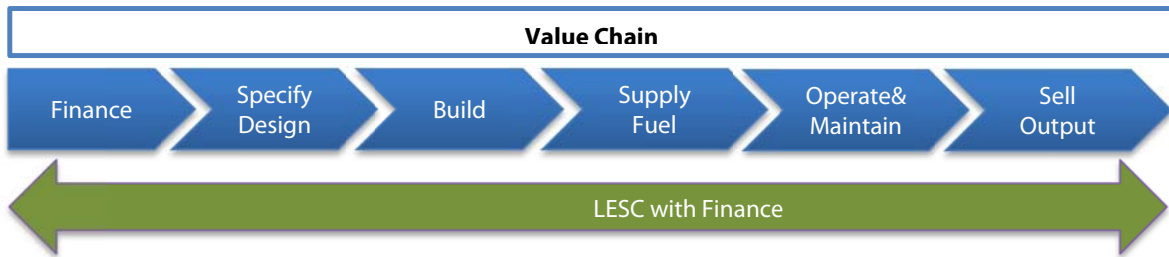 Value Chain
Finance
Specify
Design
Build
Supply
Fuel
Operate&
Maintain
Sell
Output
LESC with Finance